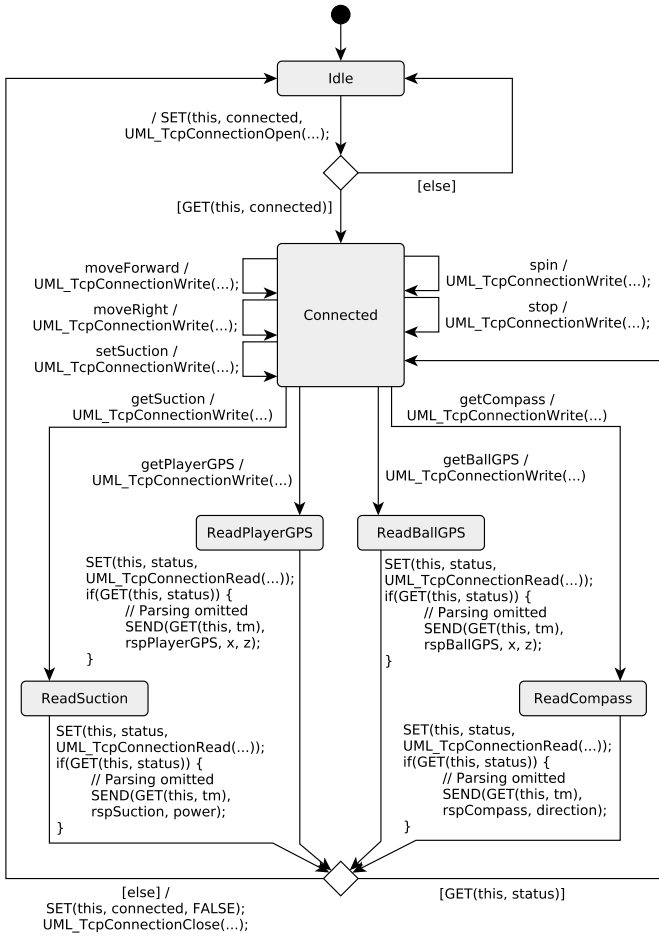 Idle
/ SET(this, connected,
UML_TcpConnectionOpen(...);
[else]
[GET(this, connected)]
moveForward /
UML_TcpConnectionWrite(...);
moveRight /
UML_TcpConnectionWrite(...);
setSuction /
UML_TcpConnectionWrite(...);
Connected
spin /
UML_TcpConnectionWrite(...);
stop /
UML_TcpConnectionWrite(...);
getSuction /
UML_TcpConnectionWrite(...)
getCompass /
UML_TcpConnectionWrite(...)
getPlayerGPS /
UML_TcpConnectionWrite(...)
getBallGPS /
UML_TcpConnectionWrite(...)
ReadPlayerGPS
ReadBallGPS
SET(this, status,
UML_TcpConnectionRead(...));
if(GET(this, status)) {
// Parsing omitted
SEND(GET(this, tm),
rspPlayerGPS, x, z);
}
SET(this, status,
UML_TcpConnectionRead(...));
if(GET(this, status)) {
// Parsing omitted
SEND(GET(this, tm),
rspBallGPS, x, z);
}
ReadSuction
ReadCompass
SET(this, status,
UML_TcpConnectionRead(...));
if(GET(this, status)) {
// Parsing omitted
SEND(GET(this, tm),
rspSuction, power);
}
SET(this, status,
UML_TcpConnectionRead(...));
if(GET(this, status)) {
// Parsing omitted
SEND(GET(this, tm),
rspCompass, direction);
}
[else] /
SET(this, connected, FALSE);
UML_TcpConnectionClose(...);
[GET(this, status)]